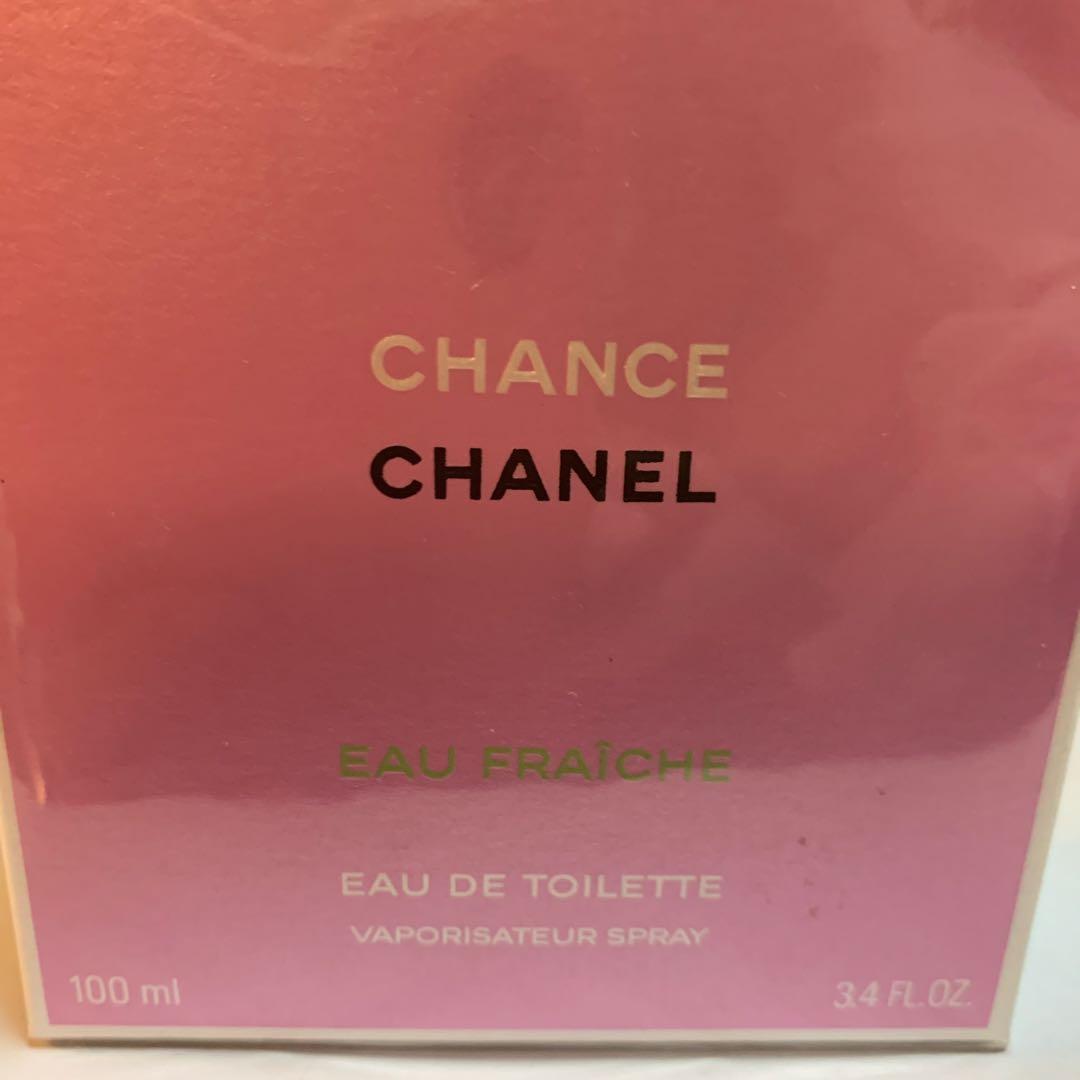 CHANCE
CHANEL
EAU FRAÎCHE
EAU DE TOILETTE
VAPORISATEUR SPRAY
100 ml 3.4 FL.OZ.